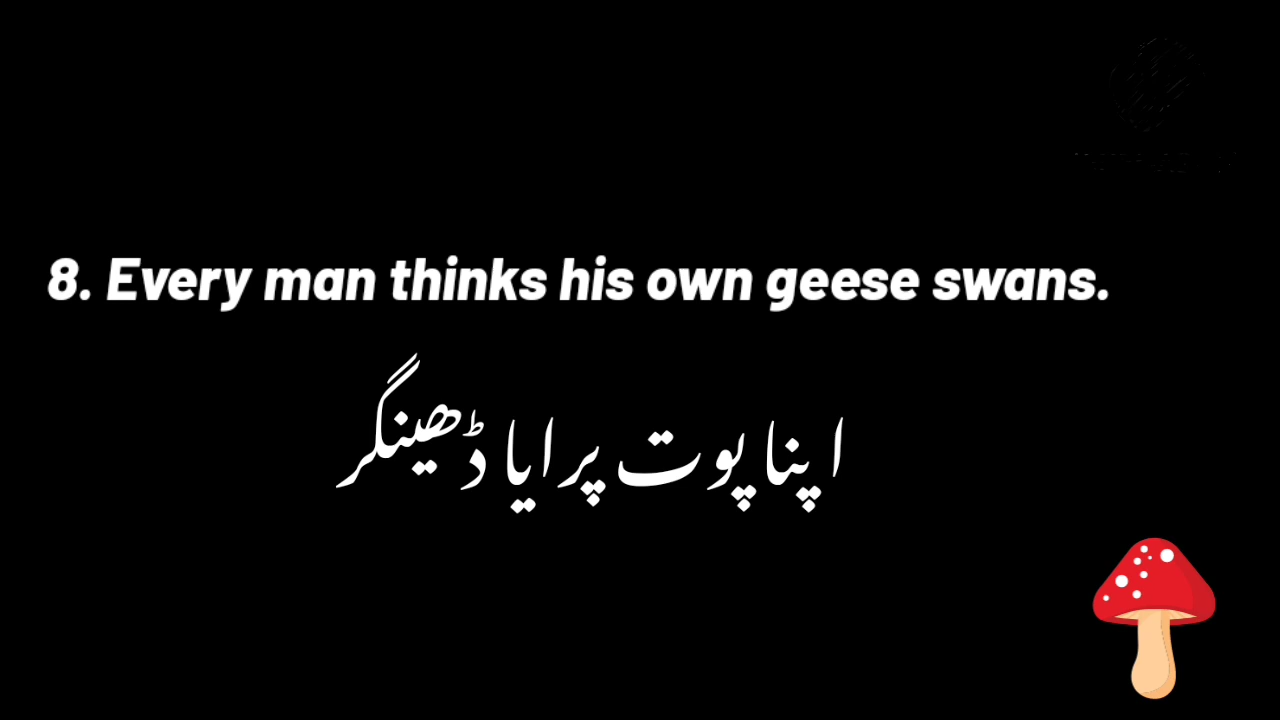 8. Every man thinks his own geese swans.
اپنا پوت پرایا ڈھینگر